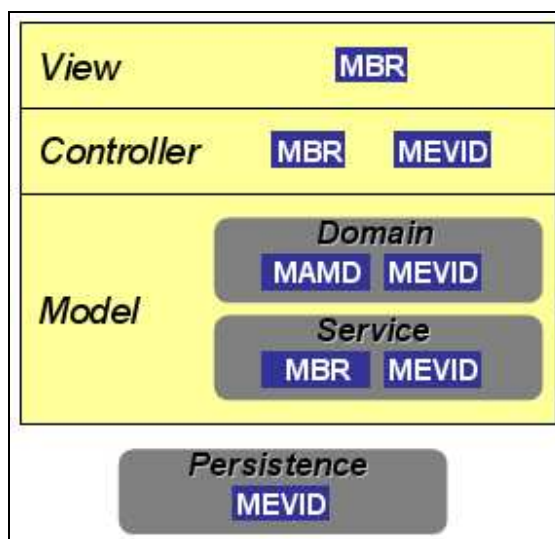 View MBR
Controller MBR MEVID
Domain
MAMD MEVID
Model
Service
MBR MEVID
Persistence
MEVID